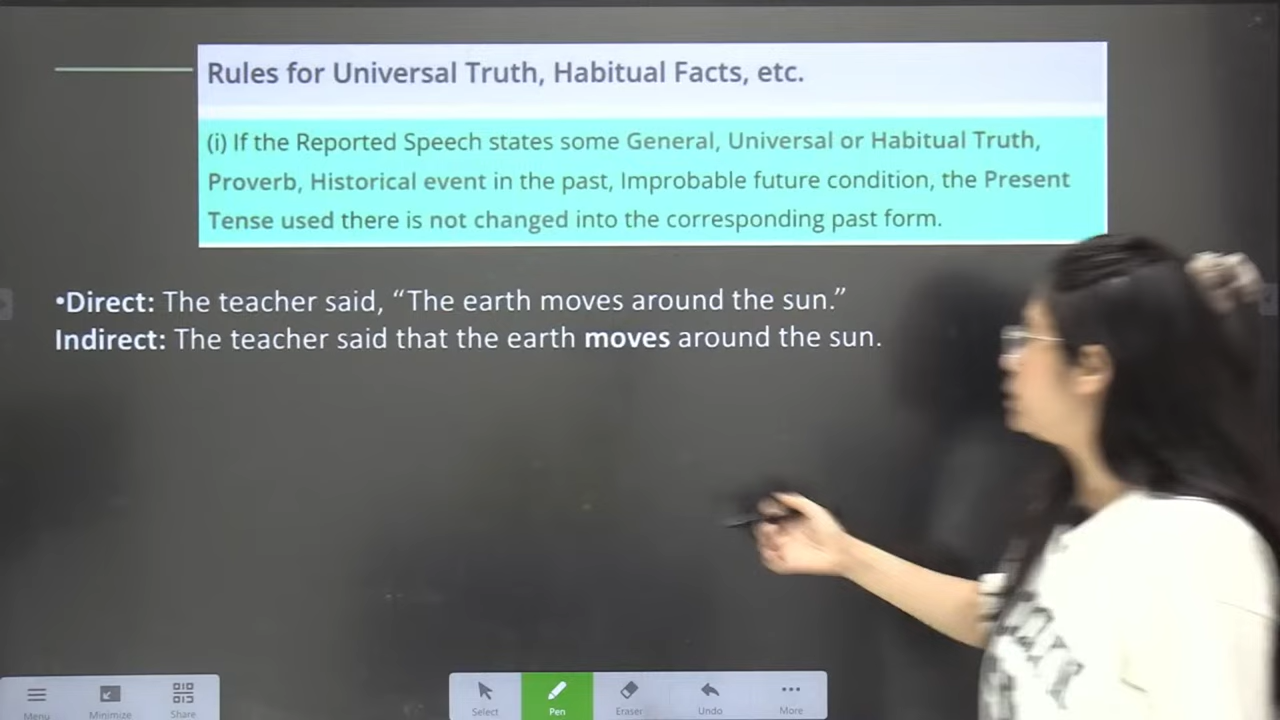 Rules for Universal Truth, Habitual Facts, etc.
(i) If the Reported Speech states some General, Universal or Habitual Truth,
Proverb, Historical event in the past, Improbable future condition, the Present
Tense used there is not changed into the corresponding past form.
•Direct: The teacher said, “The earth moves around the sun.”
Indirect: The teacher said that the earth moves around the sun.
Menu
Minimize
Share
Select
Pen
Eraser
Undo
More